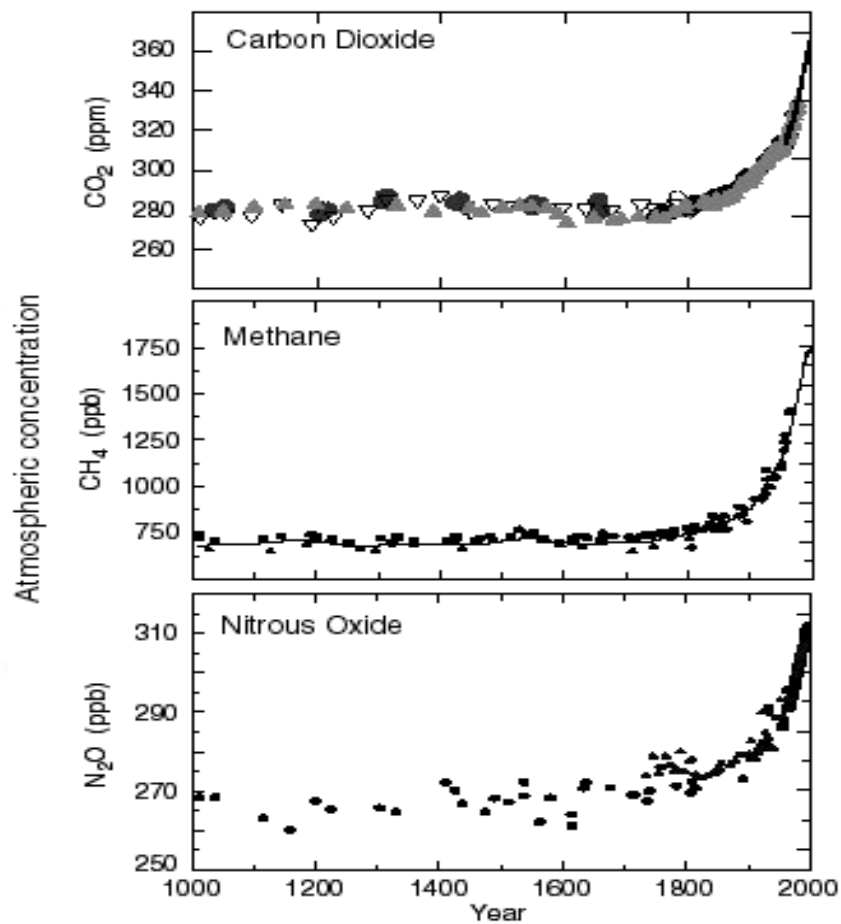 Atmospheric concentration
Carbon Dioxide
CO₂ (ppm)
360
340
320
300
280
260
Methane
CH₄ (ppb)
1750
1500
1250
1000
750
Nitrous Oxide
N₂O (ppb)
310
290
270
250
1000 1200 1400 1600 1800 2000
Year